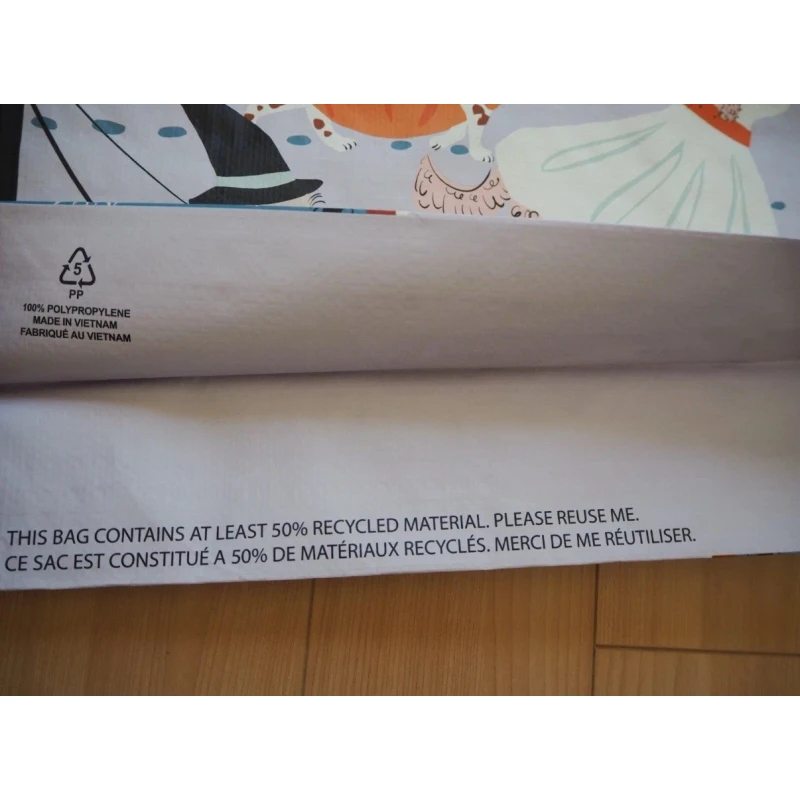 5
PP
100% POLYPROPYLENE
MADE IN VIETNAM
FABRIQUÉ AU VIETNAM
THIS BAG CONTAINS AT LEAST 50% RECYCLED MATERIAL. PLEASE REUSE ME.
CE SAC EST CONSTITUÉ A 50% DE MATÉRIAUX RECYCLÉS. MERCI DE ME RÉUTILISER.